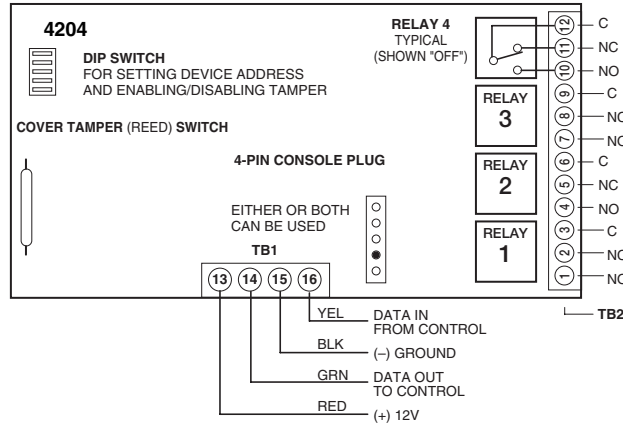 4204
DIP SWITCH
FOR SETTING DEVICE ADDRESS
AND ENABLING/DISABLING TAMPER
COVER TAMPER (REED) SWITCH
4-PIN CONSOLE PLUG
EITHER OR BOTH
CAN BE USED
TB1
13 14 15 16
YEL DATA IN
FROM CONTROL
BLK (–) GROUND
GRN DATA OUT
TO CONTROL
RED (+) 12V
RELAY 4
TYPICAL
(SHOWN "OFF")
RELAY
3
RELAY
2
RELAY
1
12 C
11 NC
10 NO
9 C
8 NC
7 NO
6 C
5 NC
4 NO
3 C
2 NC
1 NO
TB2